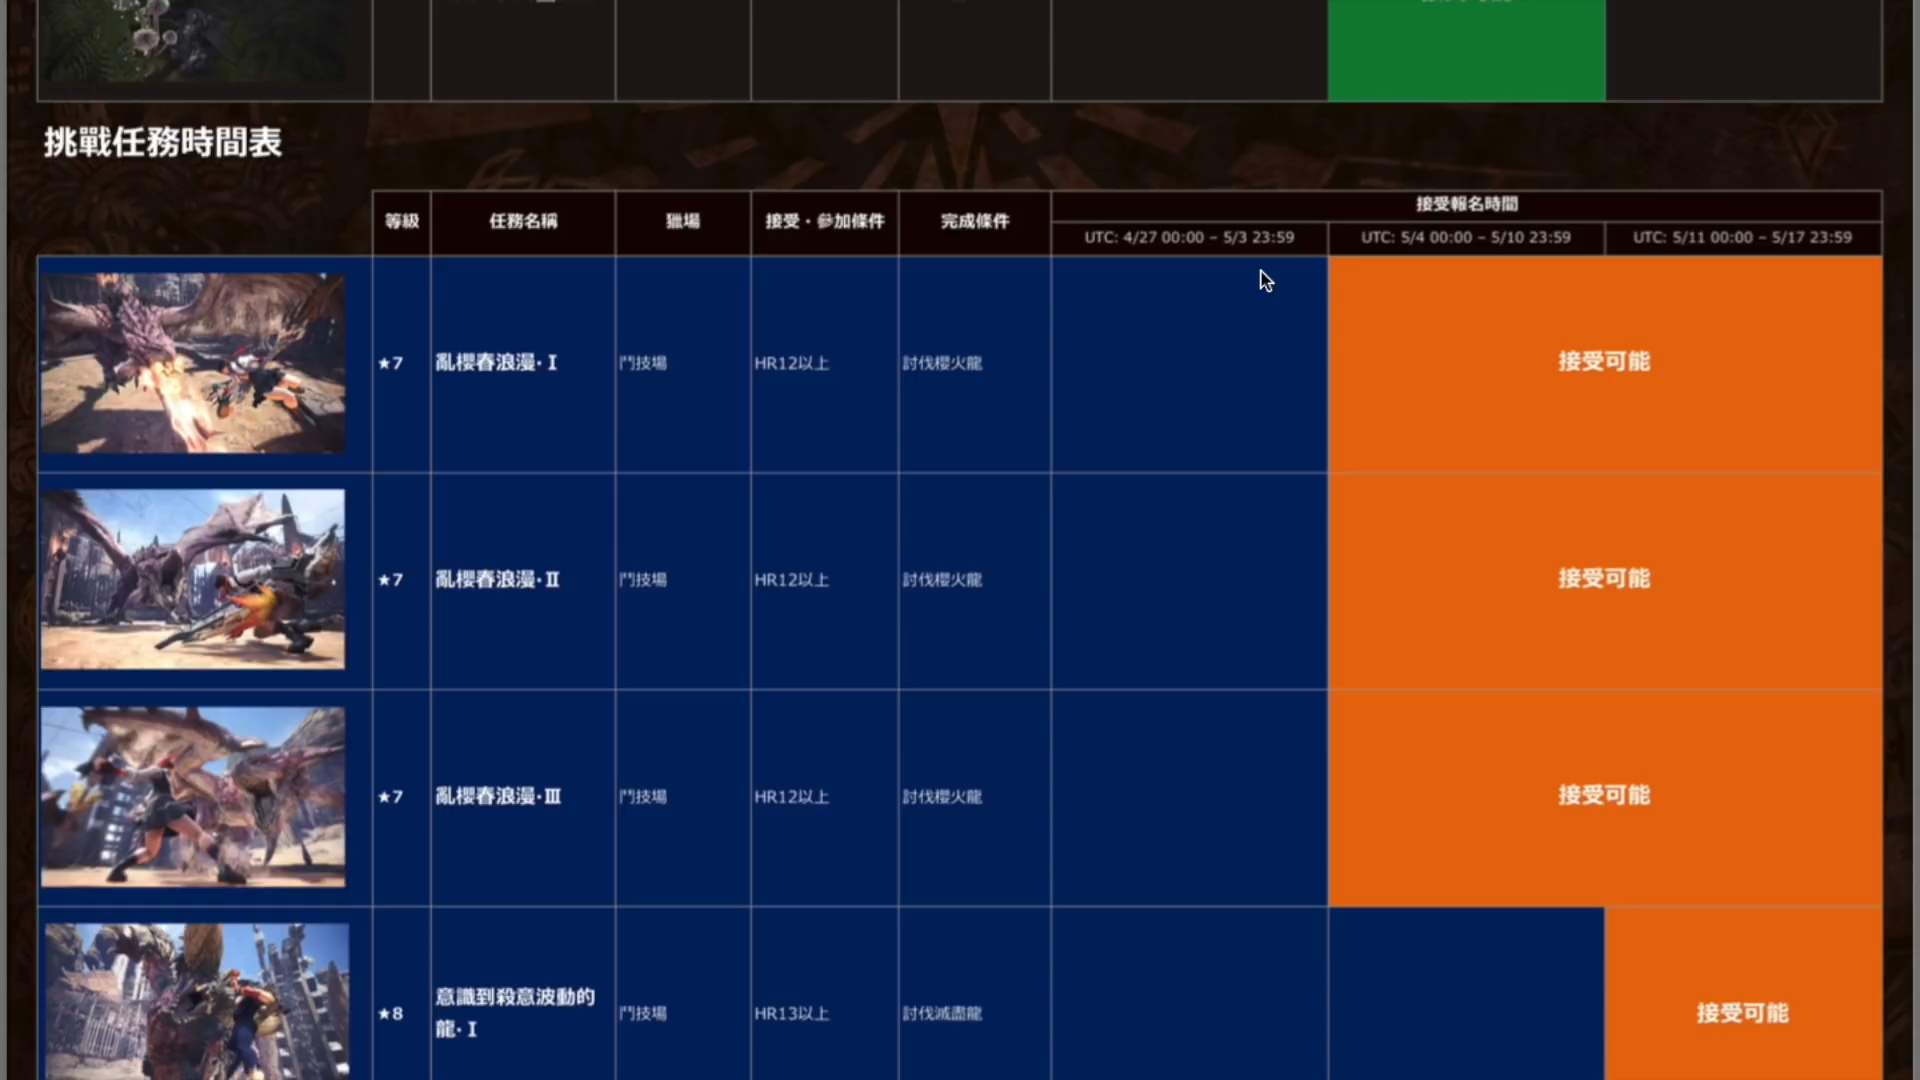 挑戰任務時間表
等級 任務名稱 獵場 接受・參加條件 完成條件 接受報名時間
UTC: 4/27 00:00 – 5/3 23:59 UTC: 5/4 00:00 – 5/10 23:59 UTC: 5/11 00:00 – 5/17 23:59
★7 亂櫻春浪漫·Ⅰ 鬥技場 HR12以上 討伐櫻火龍 接受可能
★7 亂櫻春浪漫·Ⅱ 鬥技場 HR12以上 討伐櫻火龍 接受可能
★7 亂櫻春浪漫·Ⅲ 鬥技場 HR12以上 討伐櫻火龍 接受可能
★8 意識到殺意波動的 鬥技場 HR13以上 討伐滅盡龍 接受可能
龍·Ⅰ